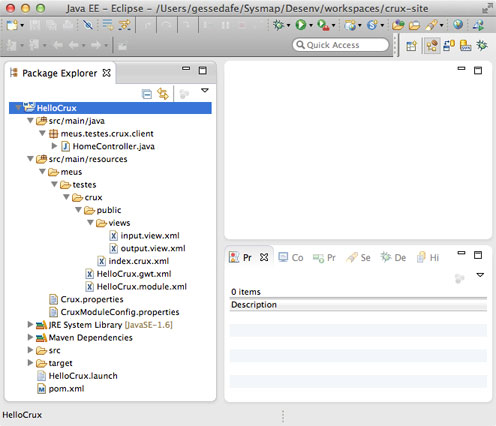 Java EE – Eclipse – /Users/gessedafe/Sysmap/Desenv/workspaces/crux–site
Quick Access
Package Explorer
HelloCrux
src/main/java
meus.testes.crux.client
HomeController.java
src/main/resources
meus
testes
crux
public
views
input.view.xml
output.view.xml
index.crux.xml
HelloCrux.gwt.xml
HelloCrux.module.xml
Crux.properties
CruxModuleConfig.properties
JRE System Library [JavaSE-1.6]
Maven Dependencies
src
target
HelloCrux.launch
pom.xml
Pr Co Pr Se De Hi
0 items
Description
HelloCrux